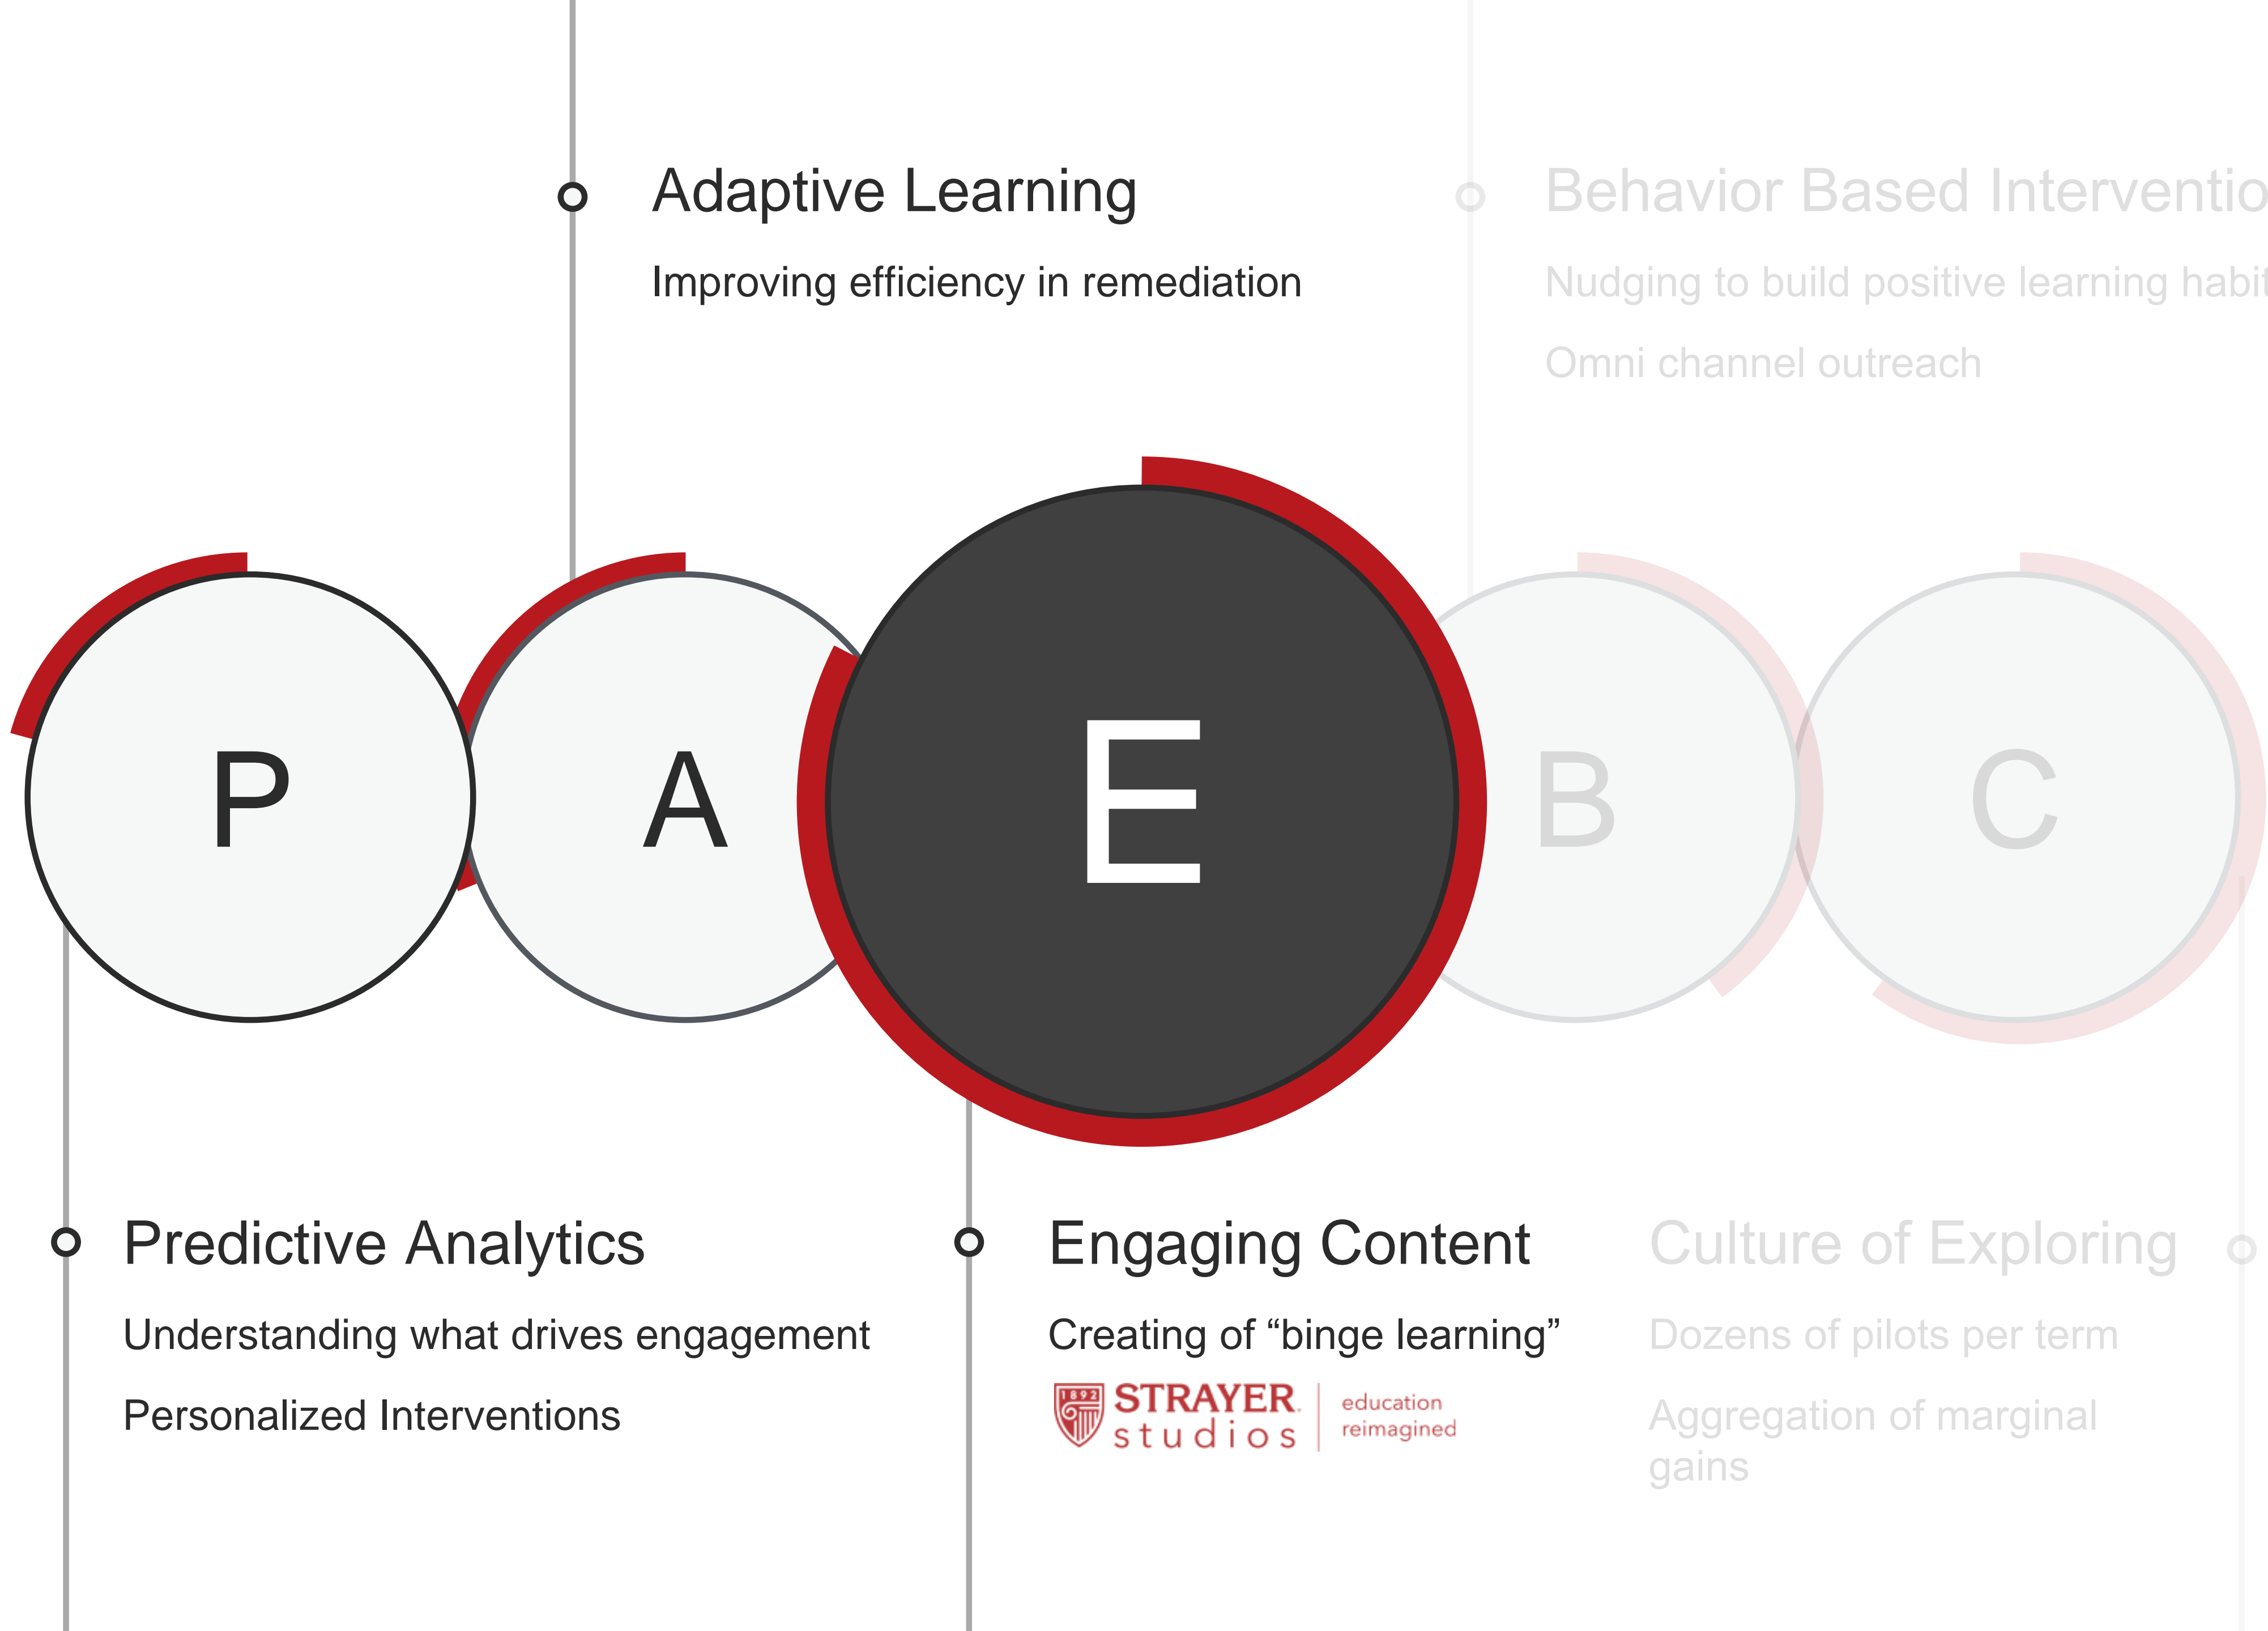 Adaptive Learning
Improving efficiency in remediation
Behavior Based Interventio
Nudging to build positive learning habit
Omni channel outreach
P
A
E
B
C
Predictive Analytics
Understanding what drives engagement
Personalized Interventions
Engaging Content
Creating of “binge learning”
1892
STRAYER
studios
education
reimagined
Culture of Exploring
Dozens of pilots per term
Aggregation of marginal
gains